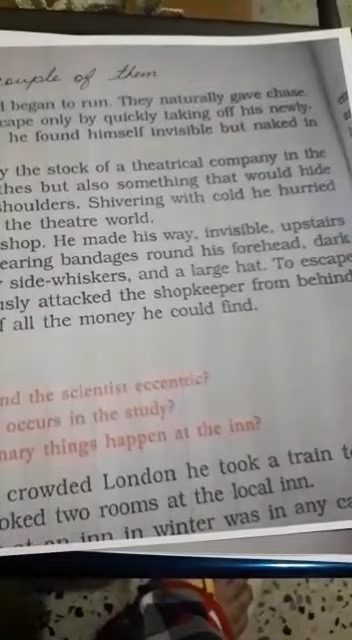 couple of them
began to run. They naturally gave chase.
cape only by quickly taking off his newly-
he found himself invisible but naked in
y the stock of a theatrical company in the
thes but also something that would hide
shoulders. Shivering with cold he hurried
the theatre world.
shop. He made his way, invisible, upstairs
earing bandages round his forehead, dark
side-whiskers, and a large hat. To escape
usly attacked the shopkeeper from behind
f all the money he could find.
nd the scientist eccentric?
occurs in the study?
nary things happen at the inn?
crowded London he took a train t
oked two rooms at the local inn.
an inn in winter was in any ca